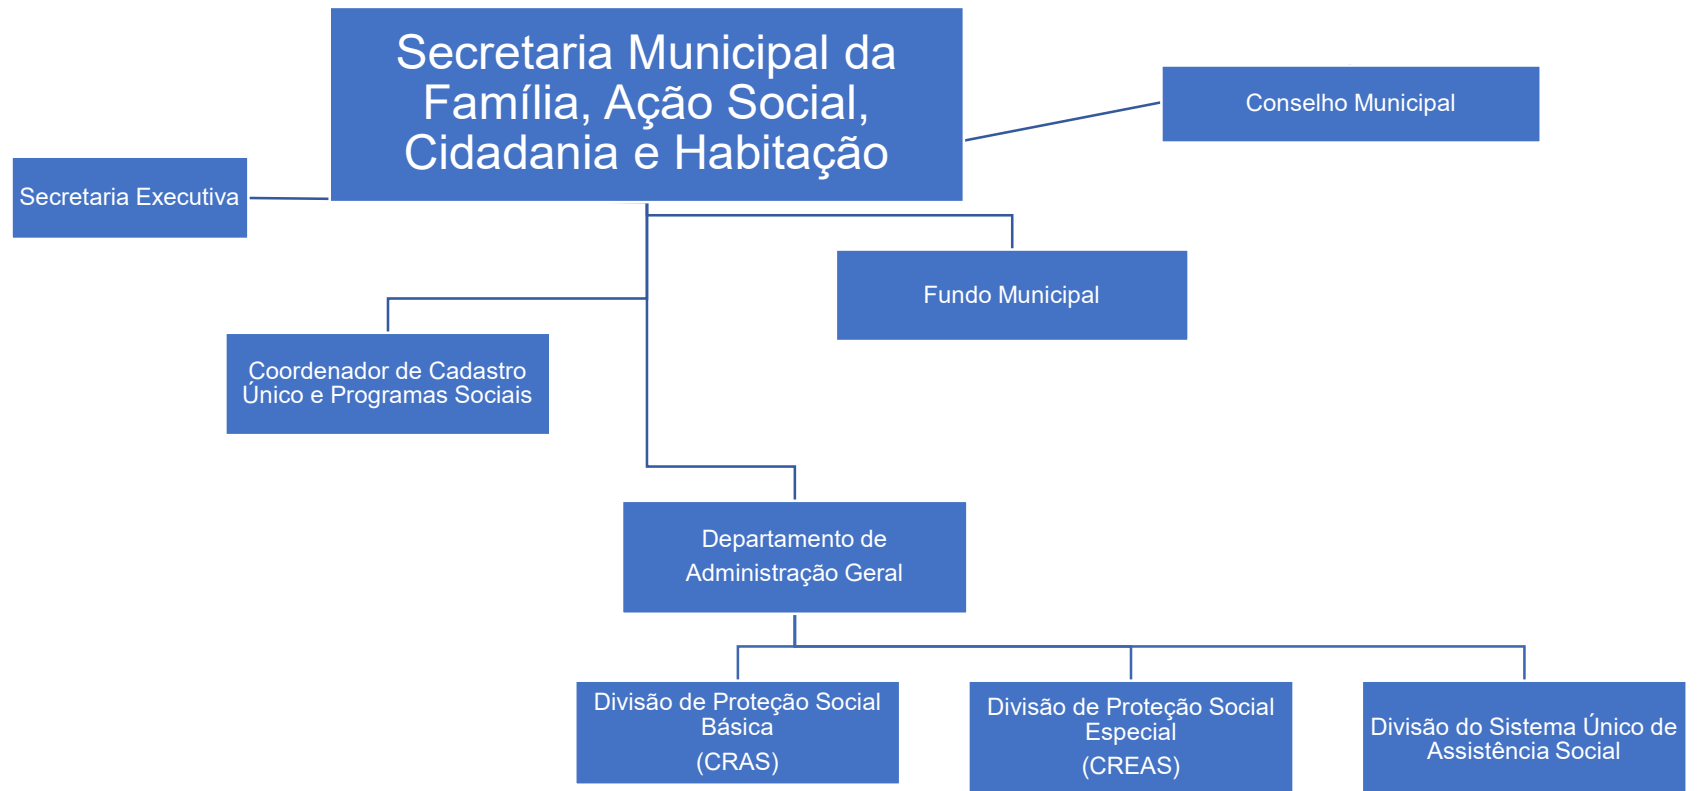 Secretaria Municipal da
Família, Ação Social,
Cidadania e Habitação
Conselho Municipal
Secretaria Executiva
Fundo Municipal
Coordenador de Cadastro
Único e Programas Sociais
Departamento de
Administração Geral
Divisão de Proteção Social
Básica
(CRAS)
Divisão de Proteção Social
Especial
(CREAS)
Divisão do Sistema Único de
Assistência Social